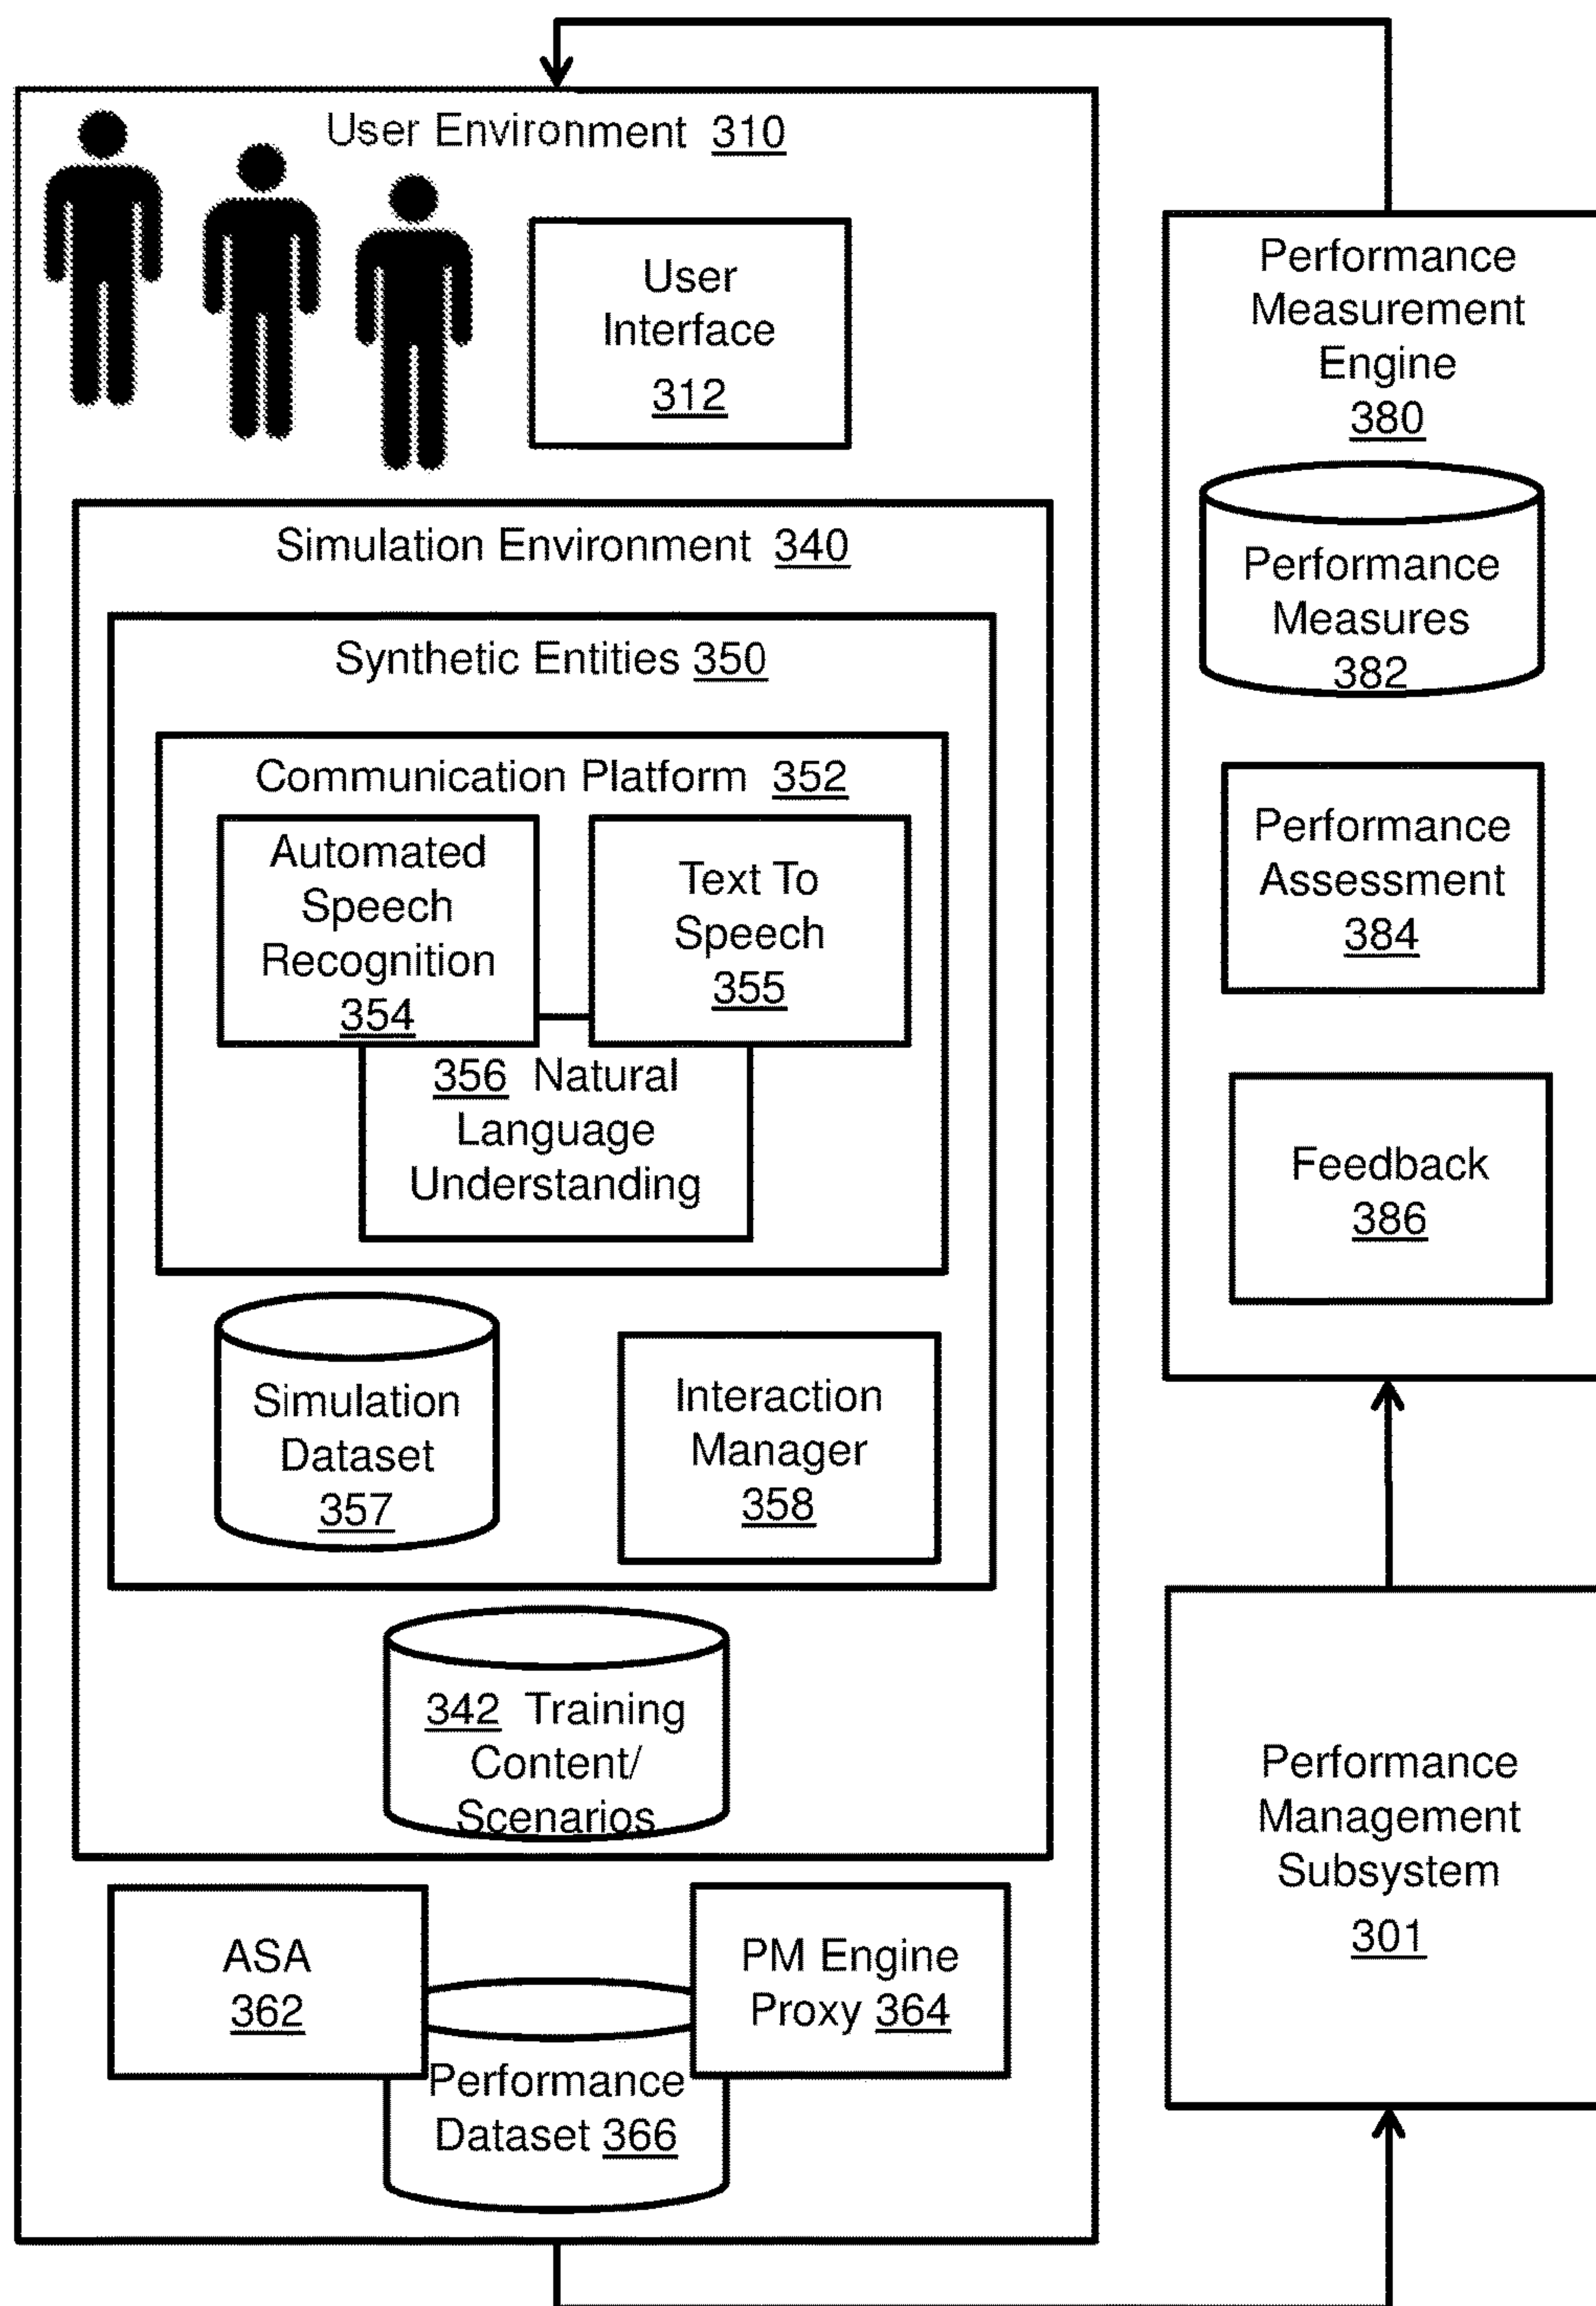 User Environment 310
User
Interface
312
Simulation Environment 340
Synthetic Entities 350
Communication Platform 352
Automated
Speech
Recognition
354
Text To
Speech
355
356 Natural
Language
Understanding
Simulation
Dataset
357
Interaction
Manager
358
342 Training
Content/
Scenarios
ASA
362
PM Engine
Proxy 364
Performance
Dataset 366
Performance
Measurement
Engine
380
Performance
Measures
382
Performance
Assessment
384
Feedback
386
Performance
Management
Subsystem
301